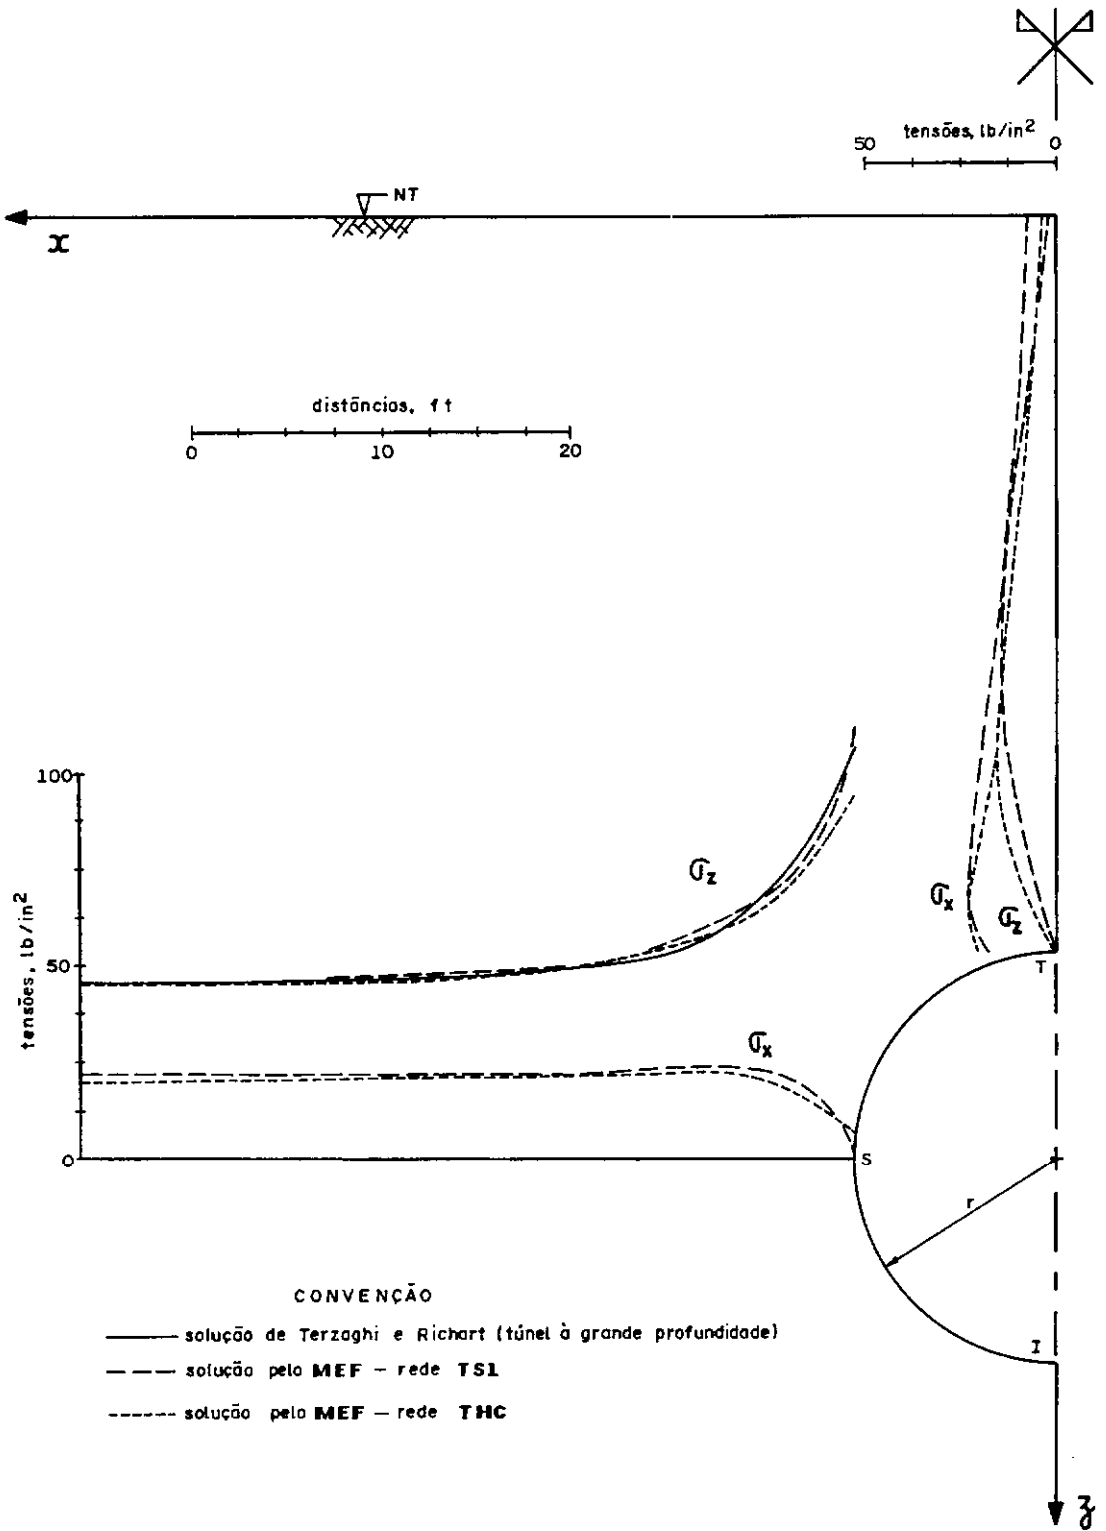 tensões, lb/in²
50 0
NT
x
distâncias, ft
0 10 20
100
50
0
tensões, lb/in²
σz
σx
σx
σz
T
S
r
I
CONVENÇÃO
solução de Terzaghi e Richart (túnel à grande profundidade)
solução pelo MEF – rede TS1
solução pelo MEF – rede THC
z